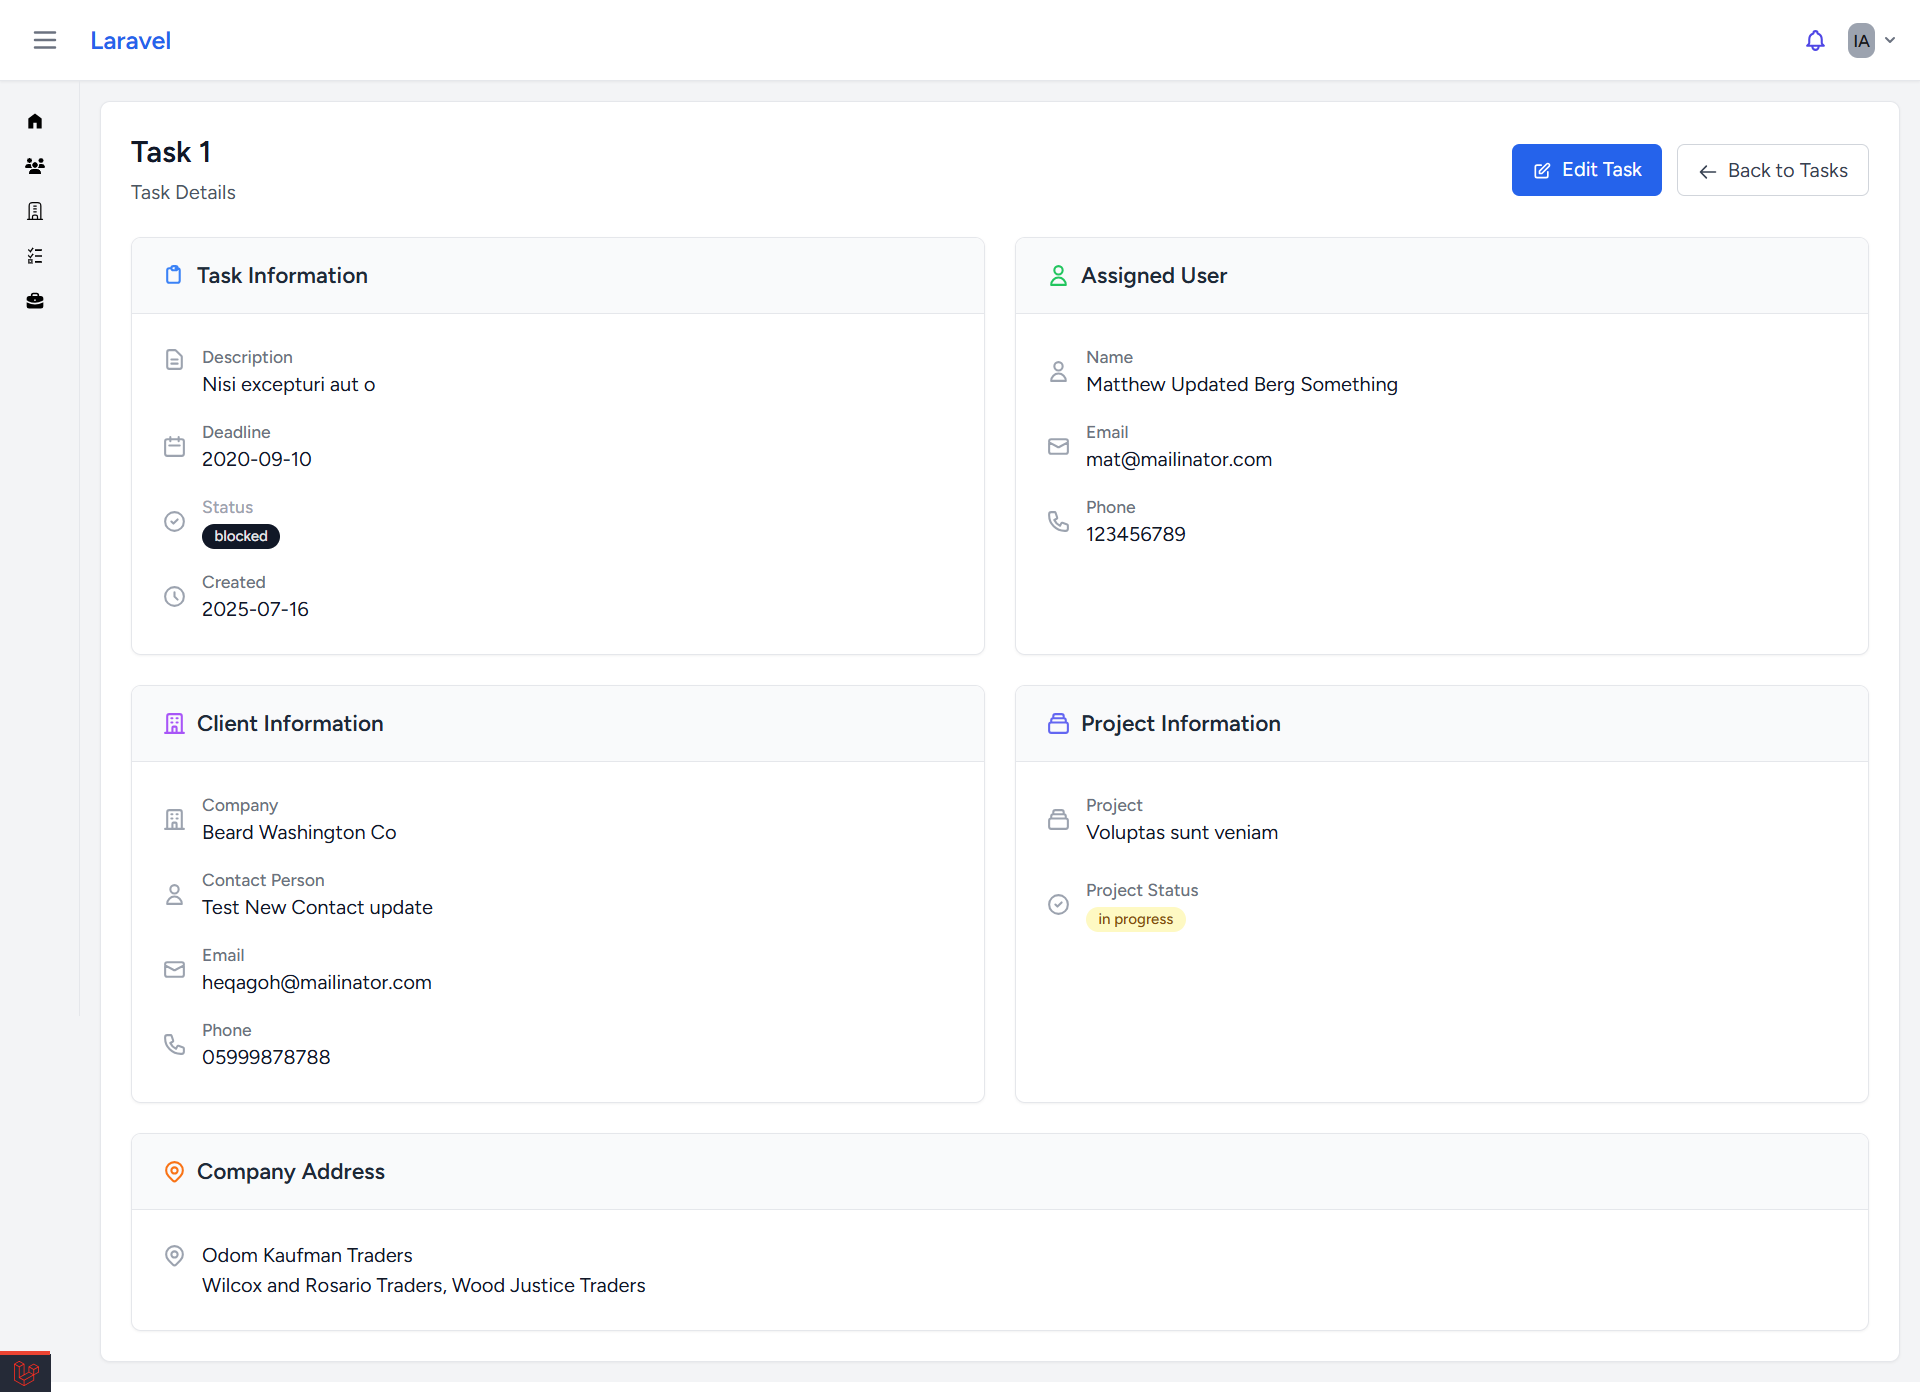 Laravel
IA
Task 1
Task Details
Edit Task
Back to Tasks
Task Information
Description
Nisi excepturi aut o
Deadline
2020-09-10
Status
blocked
Created
2025-07-16
Assigned User
Name
Matthew Updated Berg Something
Email
mat@mailinator.com
Phone
123456789
Client Information
Company
Beard Washington Co
Contact Person
Test New Contact update
Email
heqagoh@mailinator.com
Phone
05999878788
Project Information
Project
Voluptas sunt veniam
Project Status
in progress
Company Address
Odom Kaufman Traders
Wilcox and Rosario Traders, Wood Justice Traders